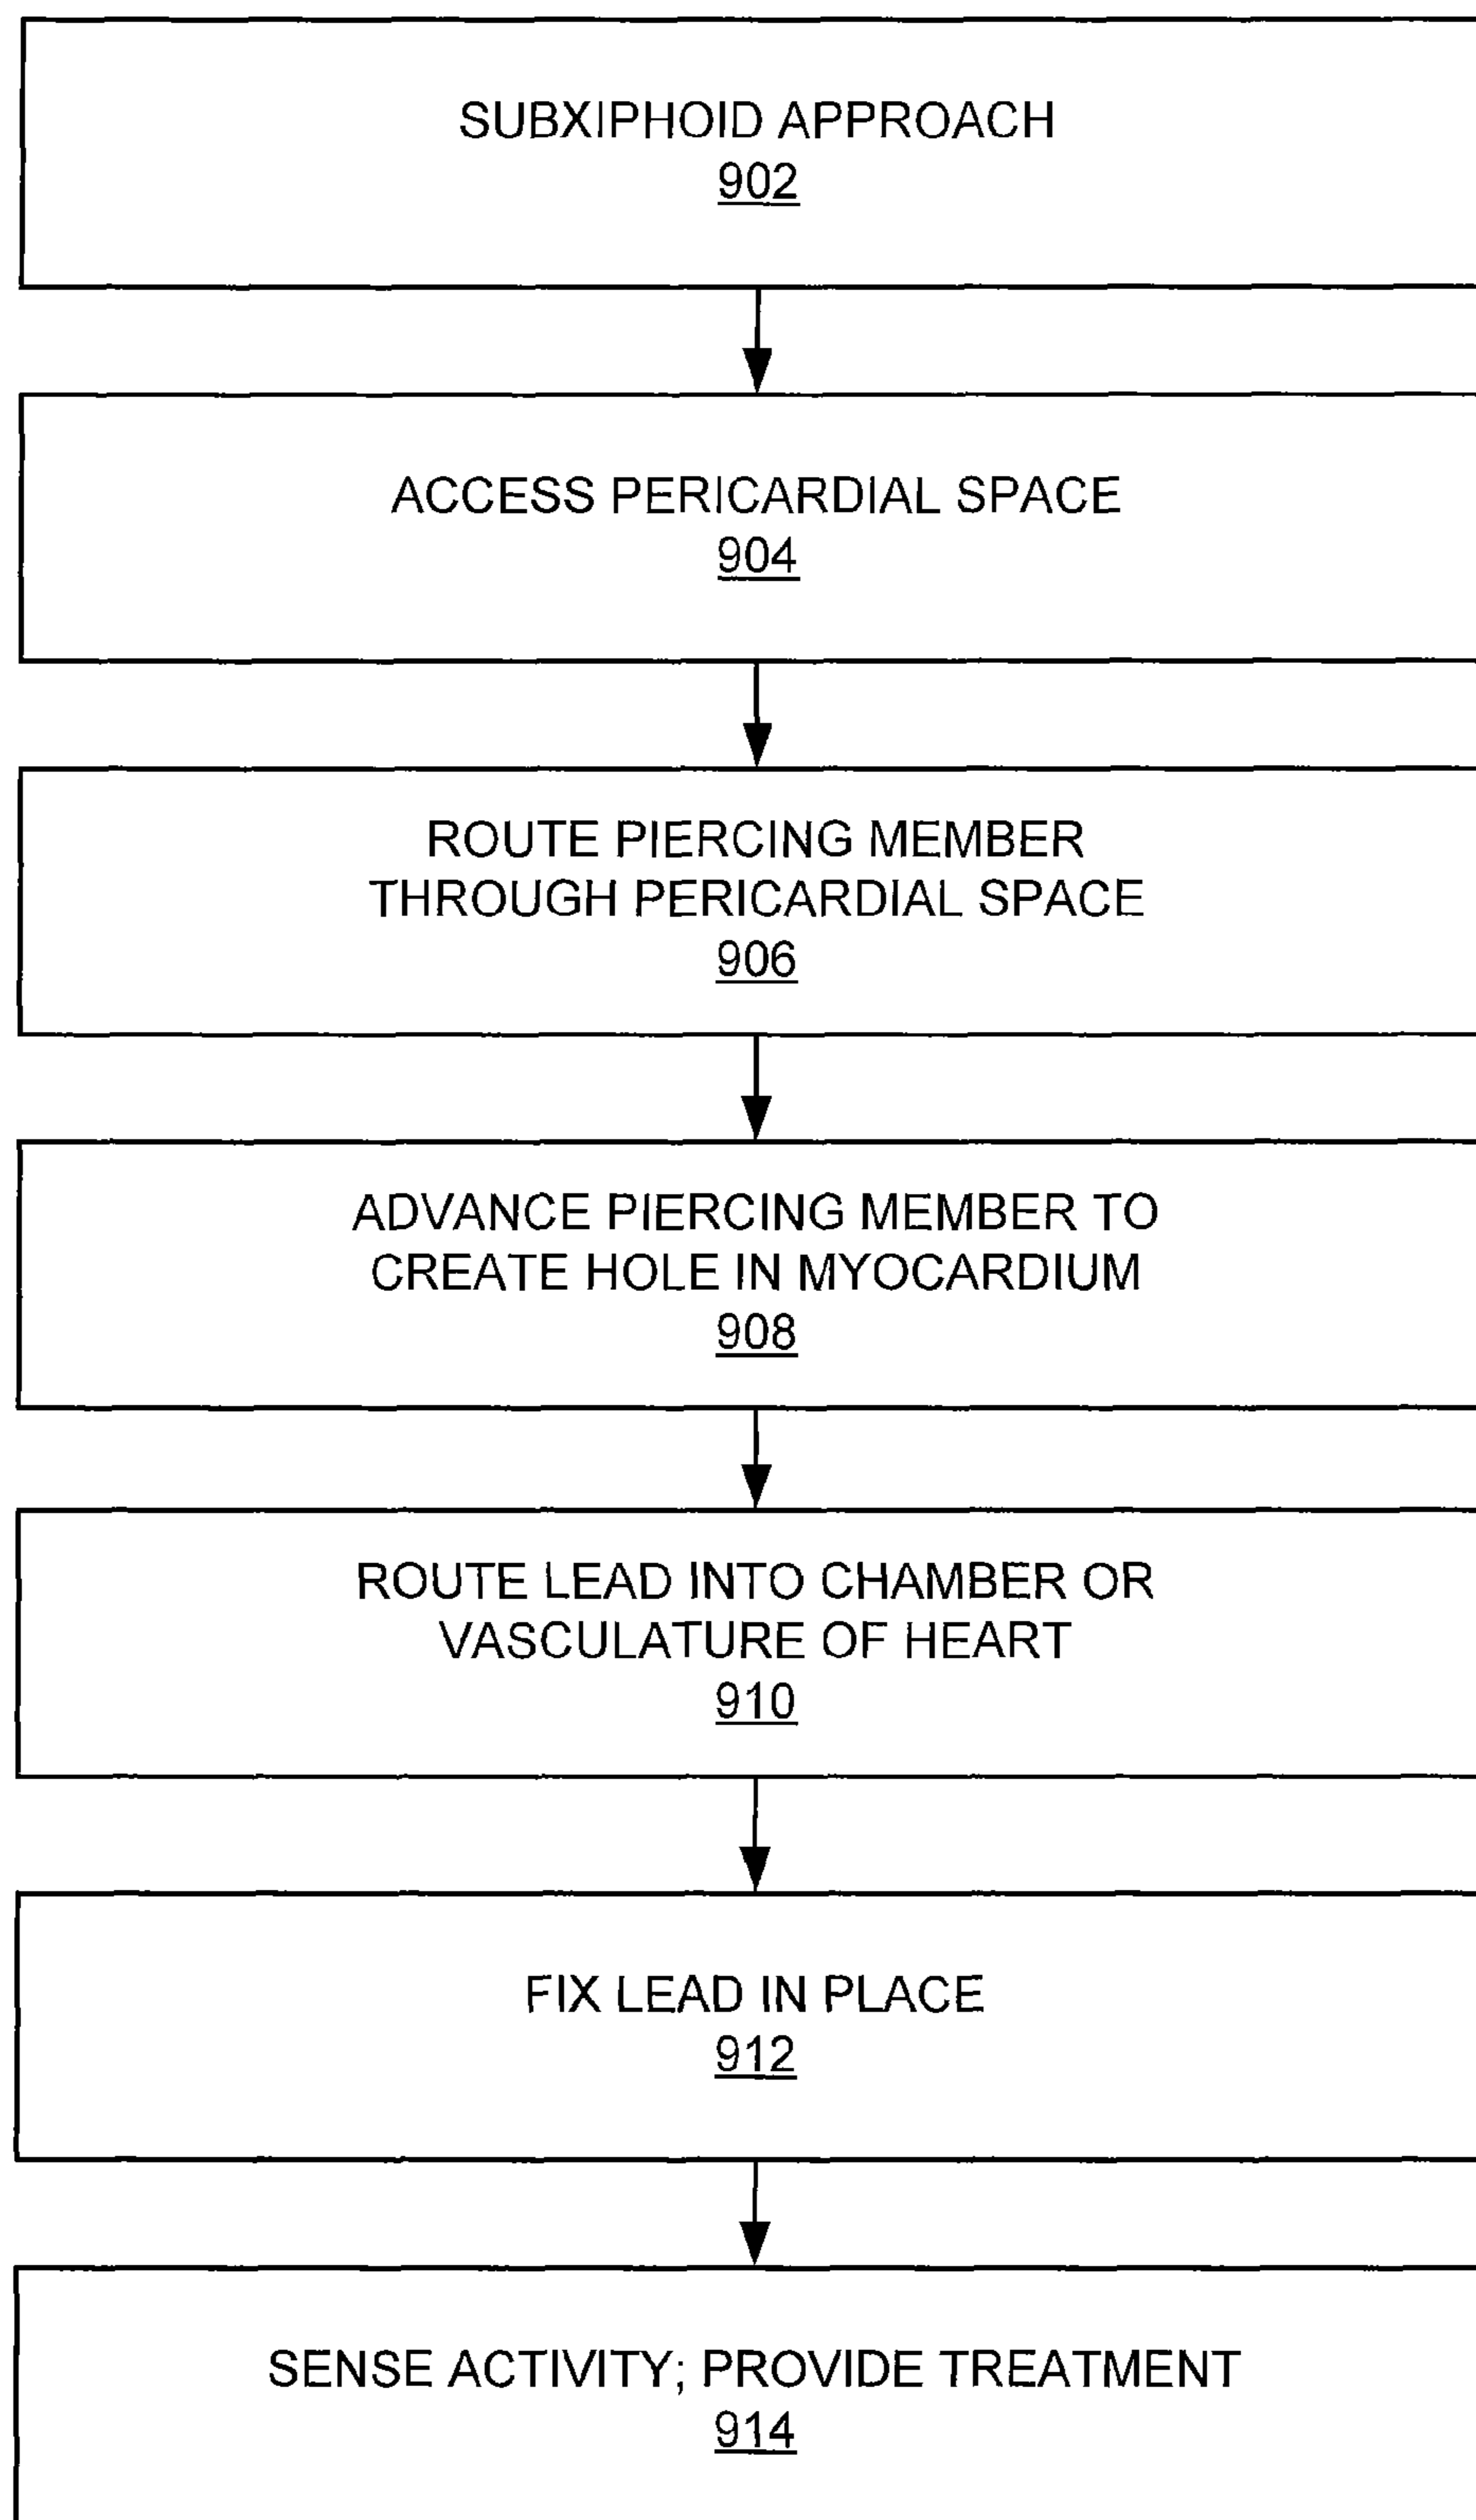 SUBXIPHOID APPROACH
902
ACCESS PERICARDIAL SPACE
904
ROUTE PIERCING MEMBER
THROUGH PERICARDIAL SPACE
906
ADVANCE PIERCING MEMBER TO
CREATE HOLE IN MYOCARDIUM
908
ROUTE LEAD INTO CHAMBER OR
VASCULATURE OF HEART
910
FIX LEAD IN PLACE
912
SENSE ACTIVITY; PROVIDE TREATMENT
914